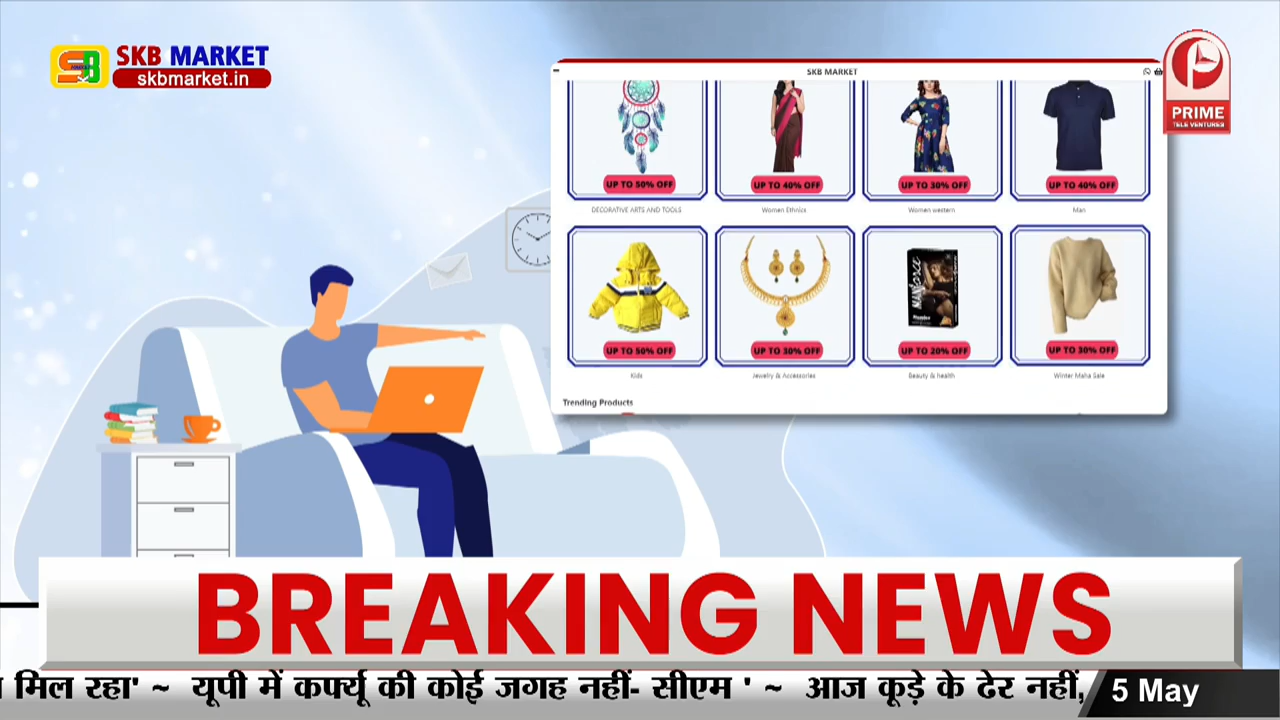 SKB MARKET
skbmarket.in
SKB MARKET
PRIME
TELE VENTURES
UP TO 50% OFF
UP TO 40% OFF
UP TO 30% OFF
UP TO 40% OFF
DECORATIVE ARTS AND TOOLS
Women Ethnics
Women western
Man
MANFORCE
UP TO 50% OFF
UP TO 30% OFF
UP TO 20% OFF
UP TO 30% OFF
Kids
Jewelry & Accessories
Beauty & health
Winter Maha Sale
Trending Products
BREAKING NEWS
मिल रहा' ~ यूपी में कर्फ्यू की कोई जगह नहीं- सीएम ' ~ आज कूड़े के ढेर नहीं,
5 May